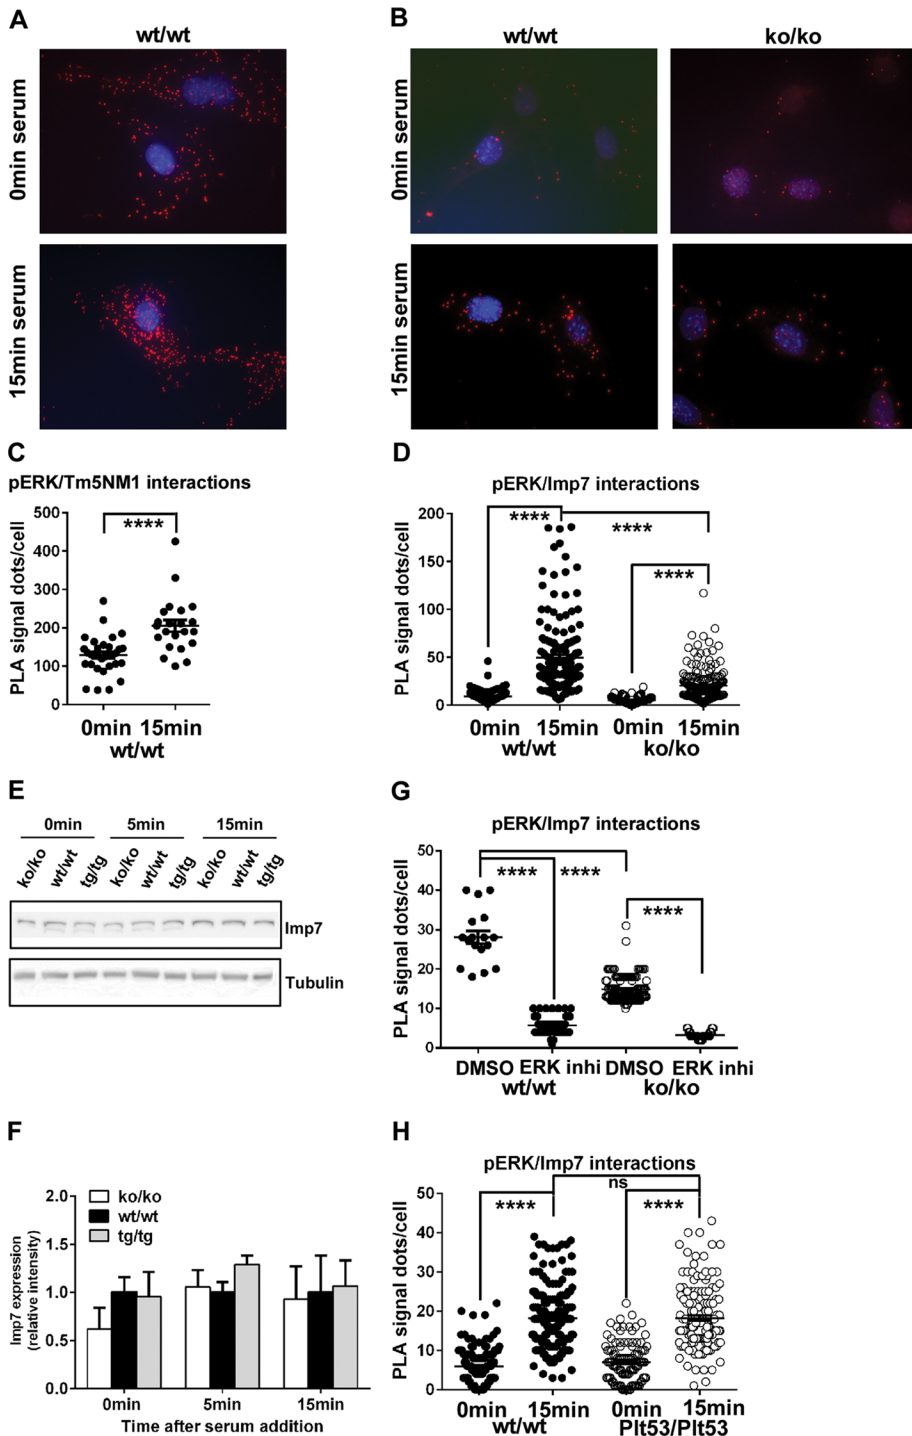 A
wt/wt
0min serum
15min serum
B
wt/wt
ko/ko
0min serum
15min serum
C
pERK/Tm5NM1 interactions
PLA signal dots/cell
500
400
300
200
100
0
****
0min 15min
wt/wt
D
pERK/Imp7 interactions
PLA signal dots/cell
200
150
100
50
0
****
****
****
0min 15min 0min 15min
wt/wt ko/ko
E
0min 5min 15min
ko/ko wt/wt tg/tg ko/ko wt/wt tg/tg ko/ko wt/wt tg/tg
Imp7
Tubulin
G
pERK/Imp7 interactions
PLA signal dots/cell
50
40
30
20
10
0
**** ****
****
DMSO ERK inhi DMSO ERK inhi
wt/wt ko/ko
F
Imp7 expression
(relative intensity)
2.0
1.5
1.0
0.5
0.0
ko/ko
wt/wt
tg/tg
0min 5min 15min
Time after serum addition
H
pERK/Imp7 interactions
PLA signal dots/cell
50
40
30
20
10
0
ns
**** ****
0min 15min 0min 15min
wt/wt Plt53/Plt53